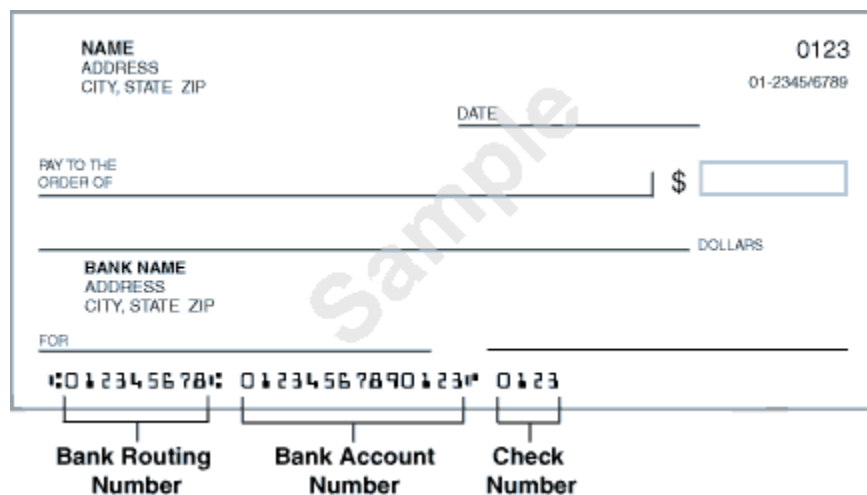 NAME
0123
ADDRESS
CITY, STATE ZIP
01-2345/6789
DATE
PAY TO THE
ORDER OF
$
DOLLARS
Sample
BANK NAME
ADDRESS
CITY, STATE ZIP
FOR
⑆012345678⑆ 01234567890123⑈ 0123
Bank Routing Number
Bank Account Number
Check Number